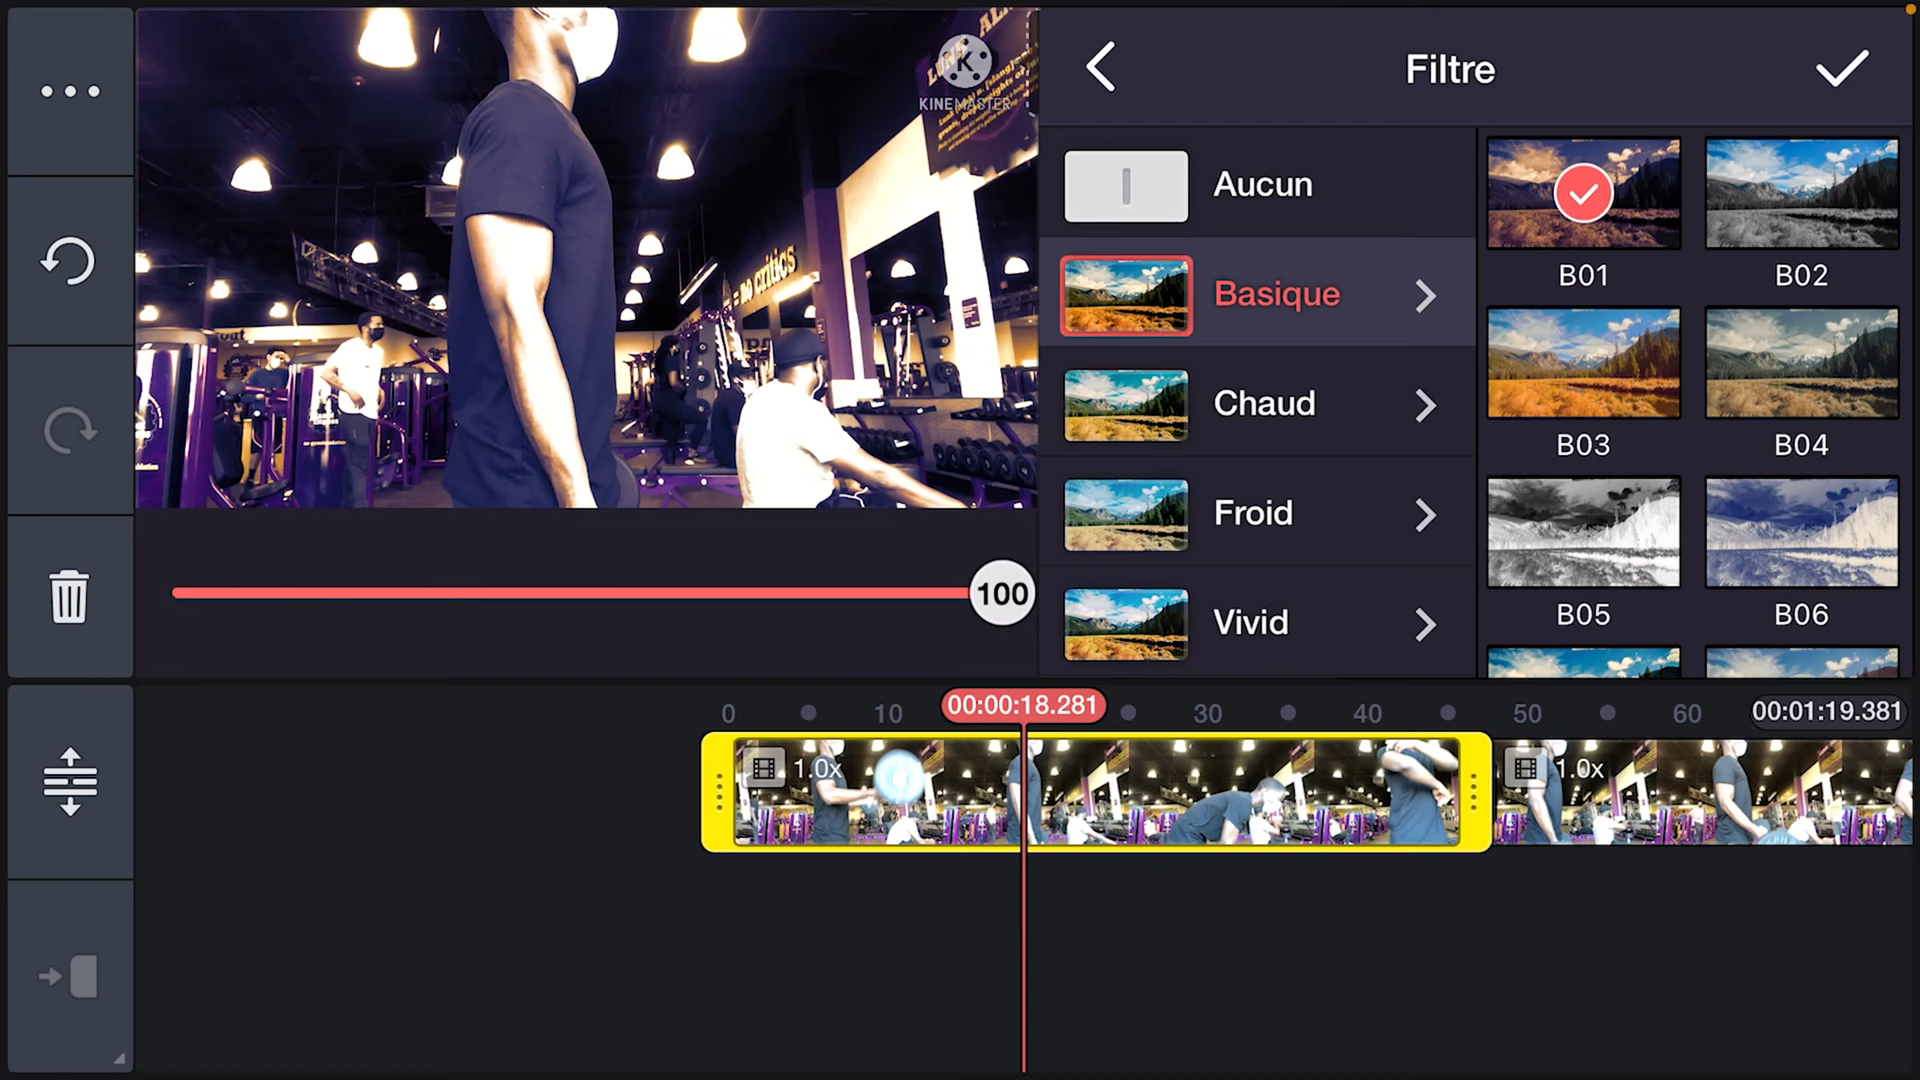 KINEMASTER
= no critics
Filtre
Aucun
Basique
Chaud
Froid
Vivid
B01
B02
B03
B04
B05
B06
100
0
10
00:00:18.281
30
40
50
60
00:01:19.381
1.0x
1.0x